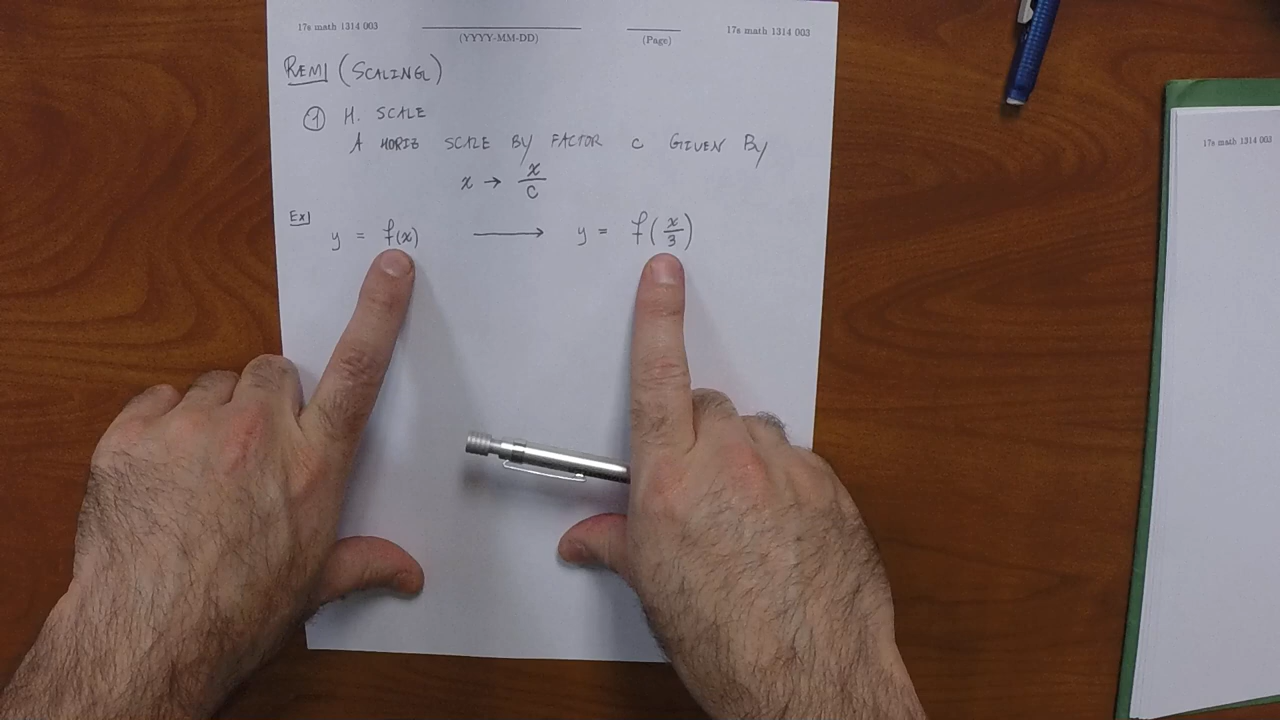 17s math 1314 003 (YYYY-MM-DD) (Page) 17s math 1314 003
REM (SCALING)
① H. SCALE
A HORIZ SCALE BY FACTOR C GIVEN BY
x → x/c
Ex y = f(x) → y = f(x/3)
17s math 1314 003